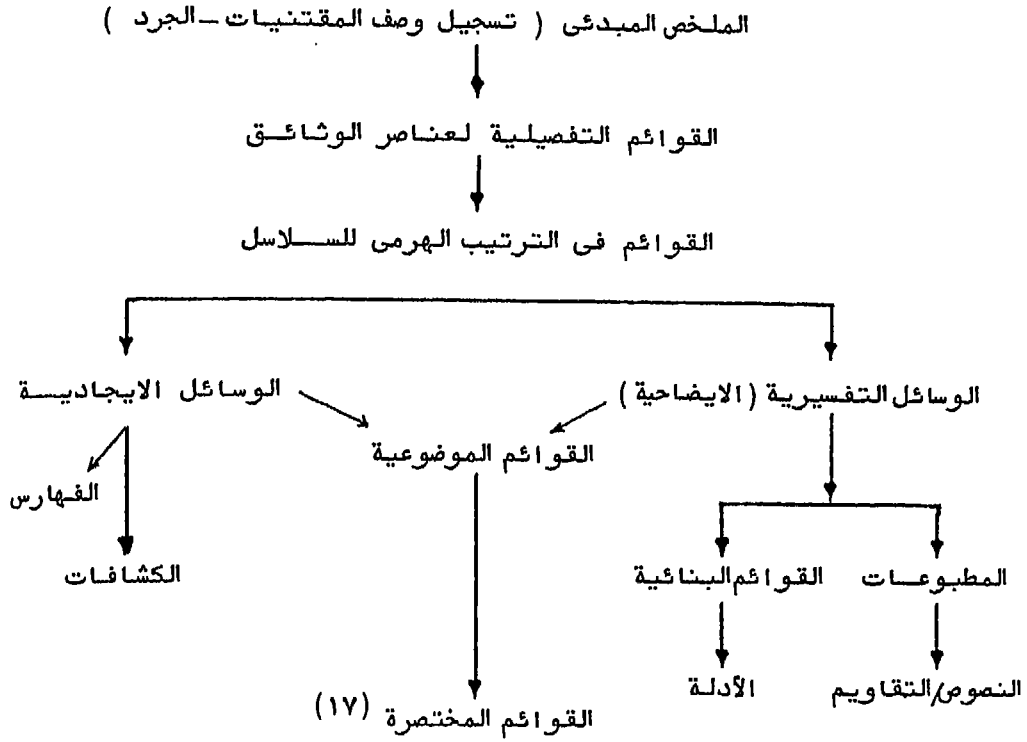 الملخص المبدئى ( تسجيل وصف المقتنيات - الجرد )
القوائم التفصيلية لعناصر الوثائق
القوائم فى الترتيب الهرمى للسلاسل
الوسائل التفسيرية (الايضاحية)
الوسائل الايجادية
القوائم الموضوعية
الفهارس
المطبوعات
القوائم البنائية
الكشافات
النصوص/التقاويم
الأدلة
القوائم المختصرة (١٧)